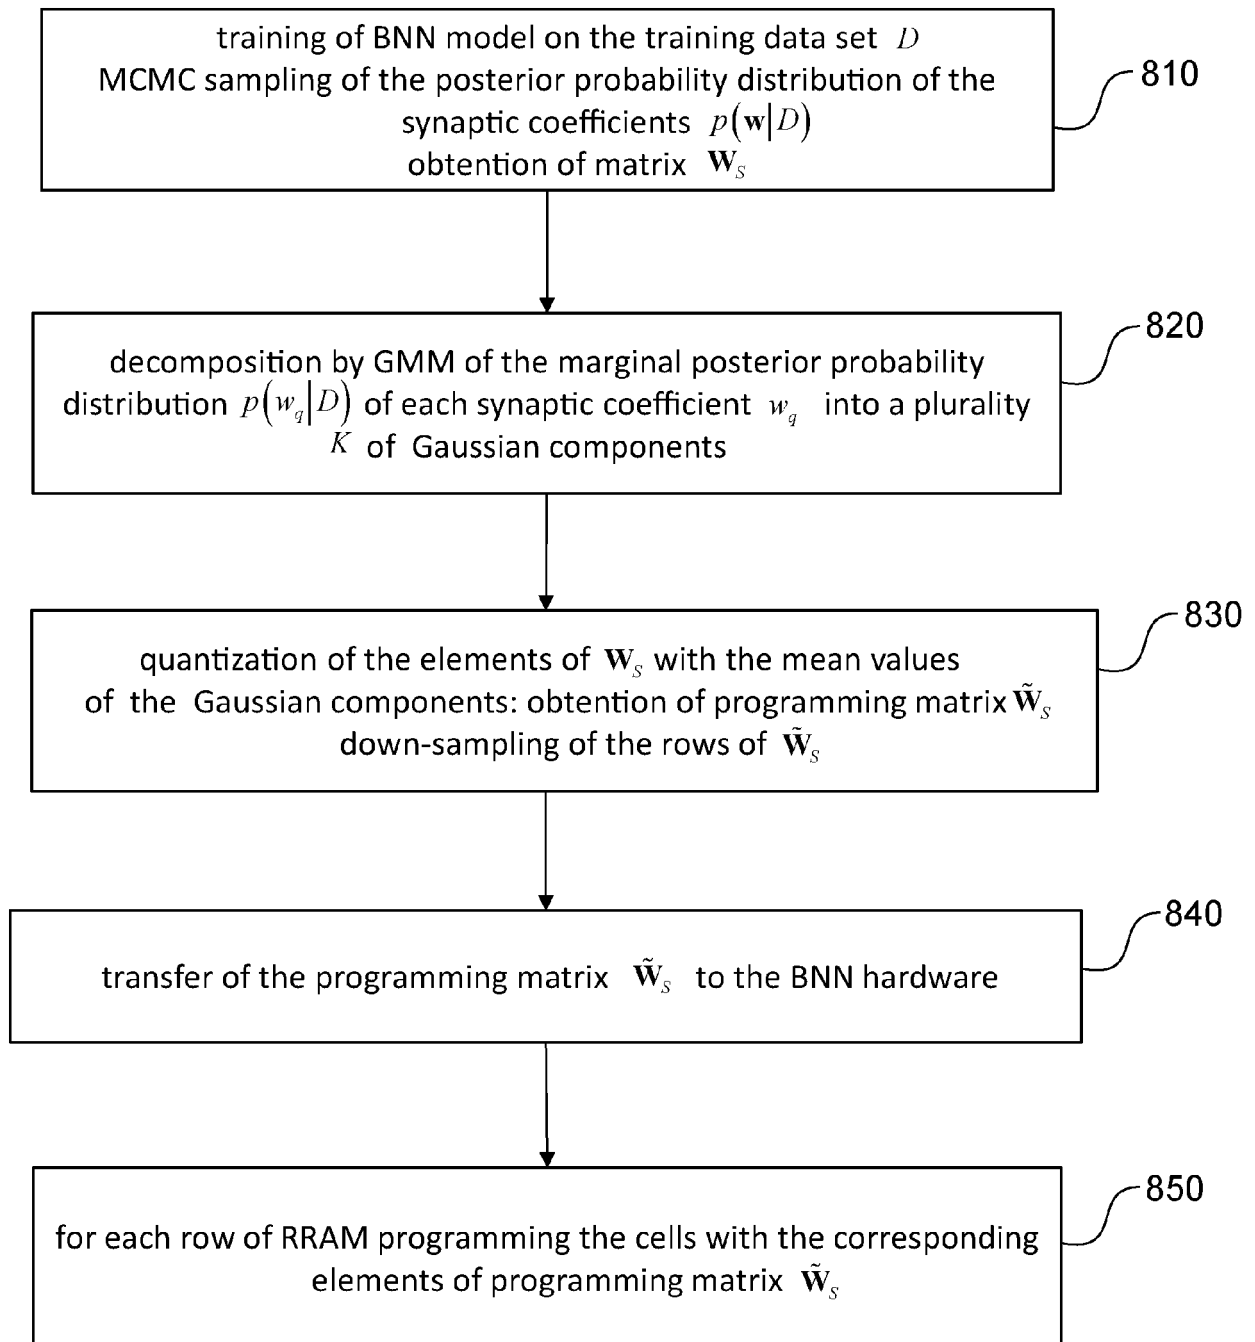 training of BNN model on the training data set D
MCMC sampling of the posterior probability distribution of the
synaptic coefficients p(w|D)
obtention of matrix W_S
810
decomposition by GMM of the marginal posterior probability
distribution p(w_q|D) of each synaptic coefficient w_q into a plurality
K of Gaussian components
820
quantization of the elements of W_S with the mean values
of the Gaussian components: obtention of programming matrix W̃_S
down-sampling of the rows of W̃_S
830
transfer of the programming matrix W̃_S to the BNN hardware
840
for each row of RRAM programming the cells with the corresponding
elements of programming matrix W̃_S
850